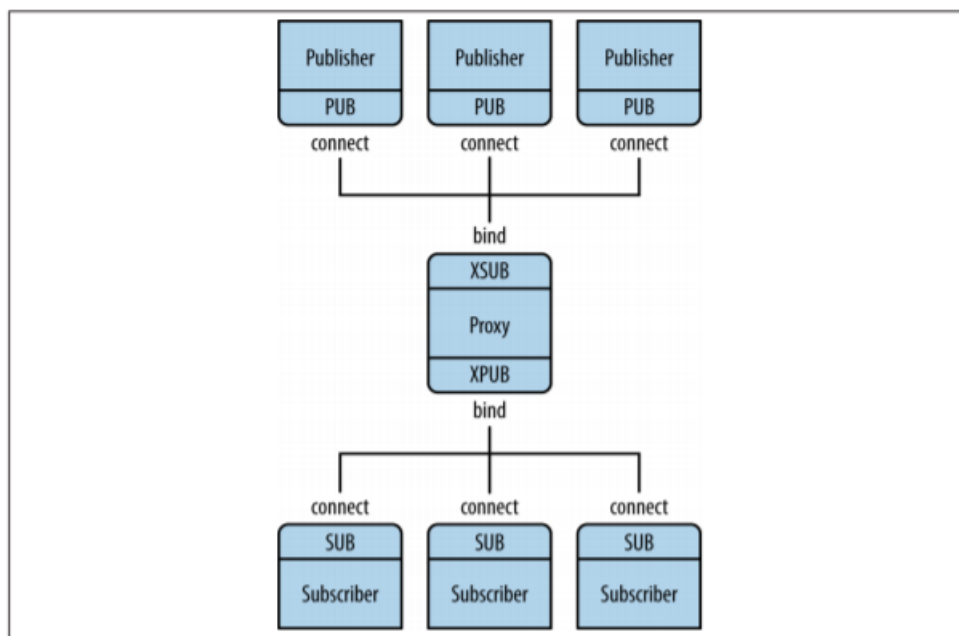 Publisher Publisher Publisher
PUB PUB PUB
connect connect connect
bind
XSUB
Proxy
XPUB
bind
connect connect connect
SUB SUB SUB
Subscriber Subscriber Subscriber